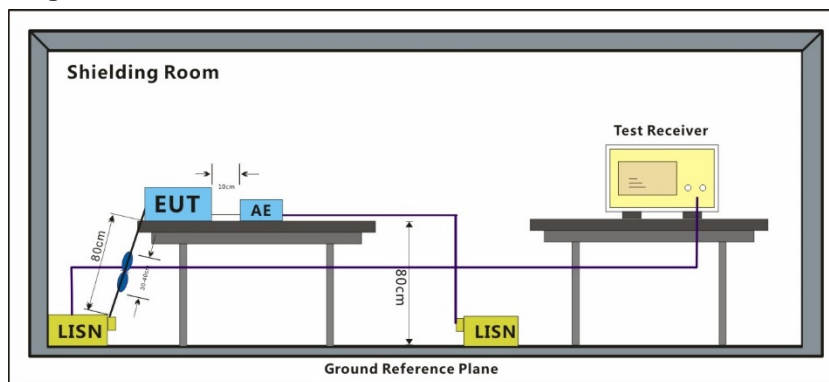 Shielding Room
Test Receiver
10cm
EUT
AE
80cm
80cm
LISN
LISN
Ground Reference Plane